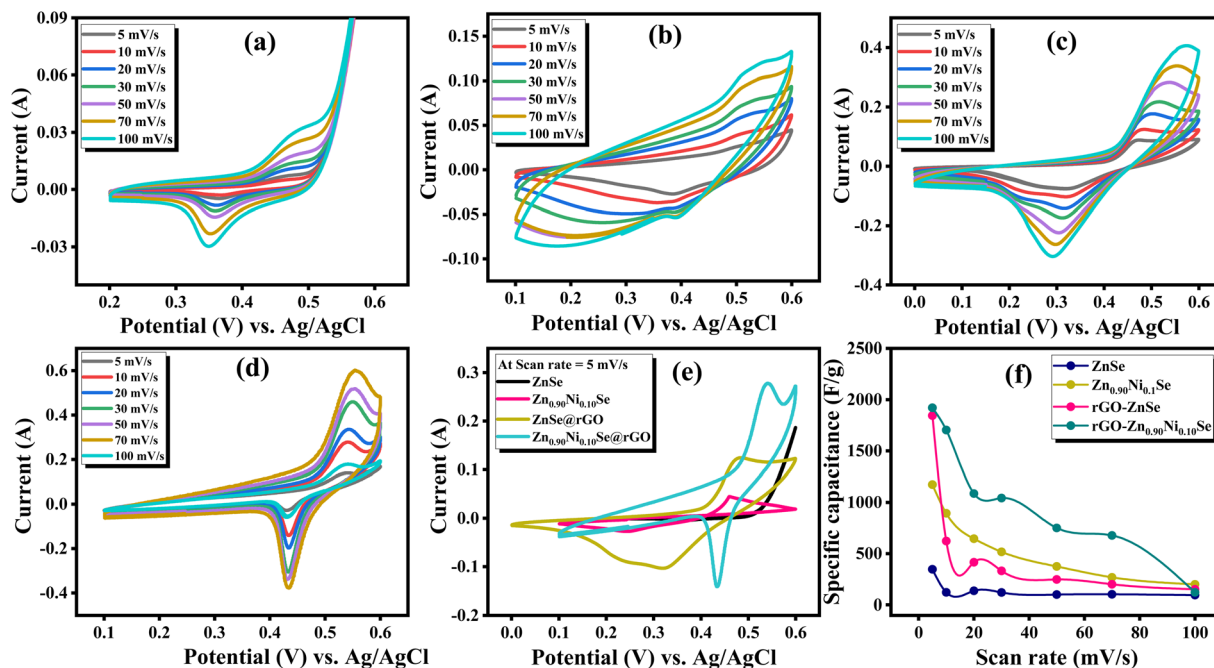 (a)
5 mV/s
10 mV/s
20 mV/s
30 mV/s
50 mV/s
70 mV/s
100 mV/s
0.09
0.06
0.03
0.00
-0.03
Current (A)
0.2 0.3 0.4 0.5 0.6
Potential (V) vs. Ag/AgCl
(b)
5 mV/s
10 mV/s
20 mV/s
30 mV/s
50 mV/s
70 mV/s
100 mV/s
0.15
0.10
0.05
0.00
-0.05
-0.10
Current (A)
0.1 0.2 0.3 0.4 0.5 0.6
Potential (V) vs. Ag/AgCl
(c)
5 mV/s
10 mV/s
20 mV/s
30 mV/s
50 mV/s
70 mV/s
100 mV/s
0.4
0.2
0.0
-0.2
-0.4
Current (A)
0.0 0.1 0.2 0.3 0.4 0.5 0.6
Potential (V) vs. Ag/AgCl
(d)
5 mV/s
10 mV/s
20 mV/s
30 mV/s
50 mV/s
70 mV/s
100 mV/s
0.6
0.4
0.2
0.0
-0.2
-0.4
Current (A)
0.1 0.2 0.3 0.4 0.5 0.6
Potential (V) vs. Ag/AgCl
(e)
At Scan rate = 5 mV/s
ZnSe
Zn0.90Ni0.10Se
ZnSe@rGO
Zn0.90Ni0.10Se@rGO
0.3
0.2
0.1
0.0
-0.1
-0.2
Current (A)
0.0 0.1 0.2 0.3 0.4 0.5 0.6
Potential (V) vs. Ag/AgCl
(f)
ZnSe
Zn0.90Ni0.1Se
rGO-ZnSe
rGO-Zn0.90Ni0.10Se
2500
2000
1500
1000
500
0
Specific capacitance (F/g)
0 20 40 60 80 100
Scan rate (mV/s)